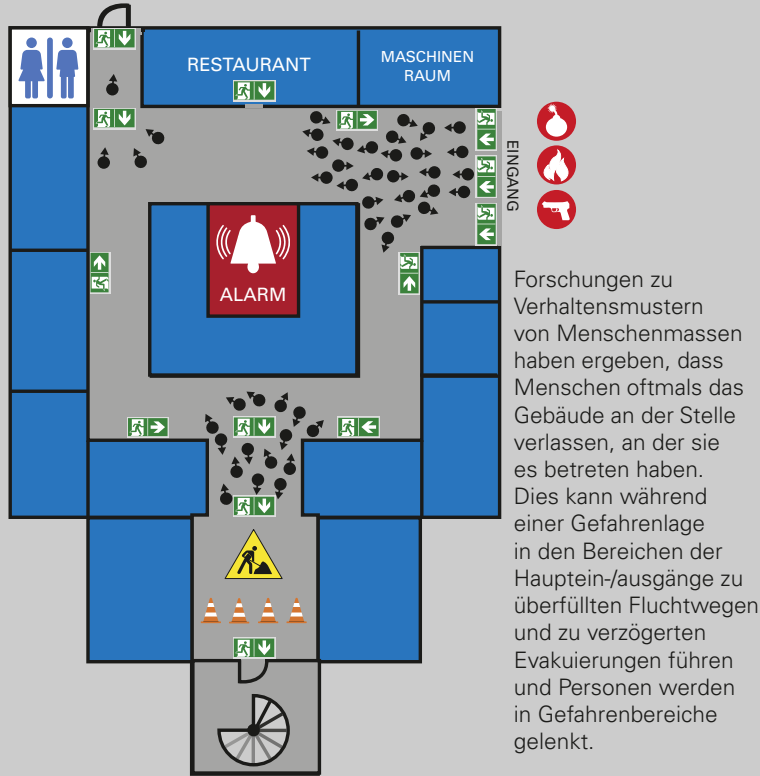 RESTAURANT
MASCHINEN
RAUM
EINGANG
ALARM
Forschungen zu
Verhaltensmustern
von Menschenmassen
haben ergeben, dass
Menschen oftmals das
Gebäude an der Stelle
verlassen, an der sie
es betreten haben.
Dies kann während
einer Gefahrenlage
in den Bereichen der
Hauptein-/ausgänge zu
überfüllten Fluchtwegen
und zu verzögerten
Evakuierungen führen
und Personen werden
in Gefahrenbereiche
gelenkt.